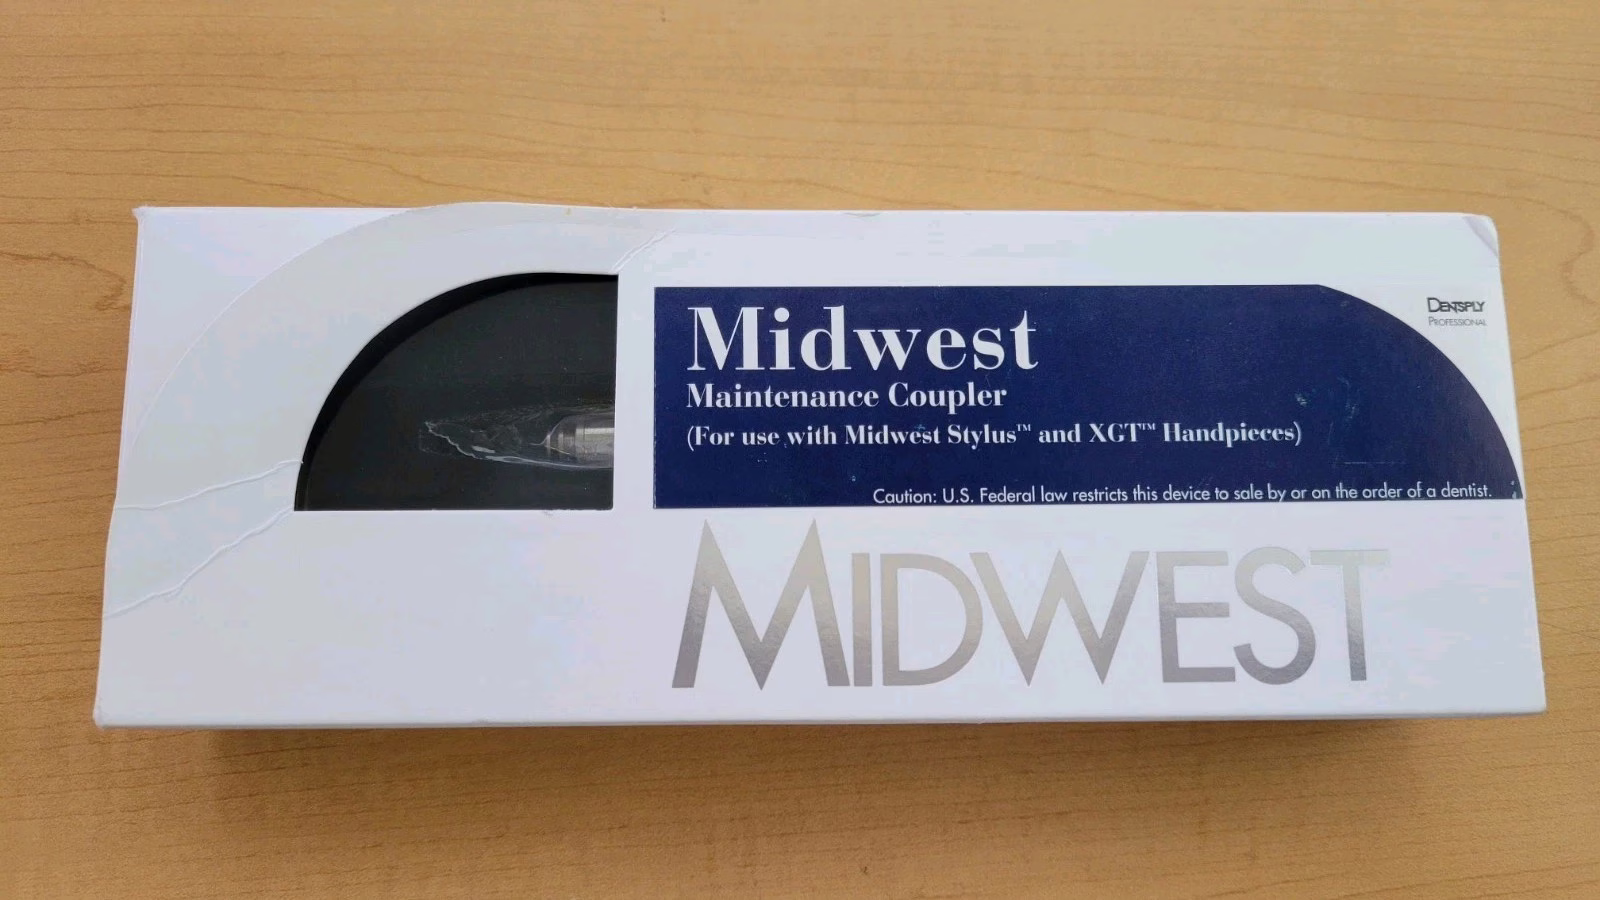 Midwest
Maintenance Coupler
(For use with Midwest Stylus™ and XGT™ Handpieces)
Caution: U.S. Federal law restricts this device to sale by or on the order of a dentist.
DENTSPLY
PROFESSIONAL
MIDWEST